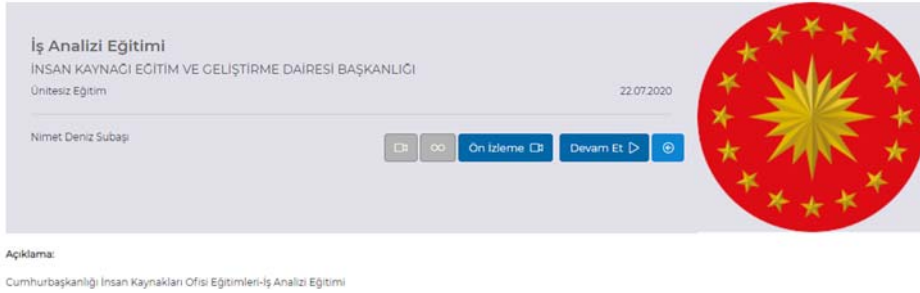 İş Analizi Eğitimi
İNSAN KAYNAĞI EĞİTİM VE GELİŞTİRME DAİRESİ BAŞKANLIĞI
Ünitesiz Eğitim 22.07.2020
Nimet Deniz Subaşı
Ön İzleme Devam Et
Açıklama:
Cumhurbaşkanlığı İnsan Kaynakları Ofisi Eğitimleri-İş Analizi Eğitimi